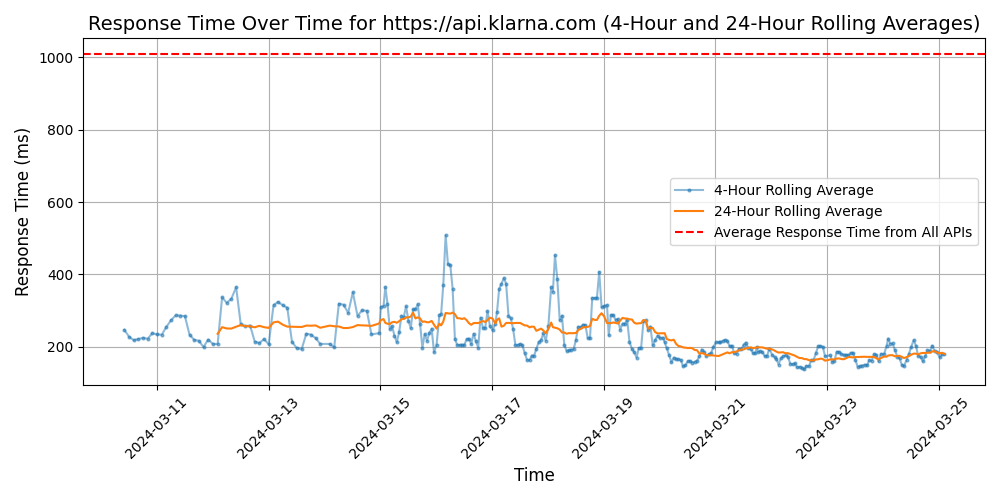 Response Time Over Time for https://api.klarna.com (4-Hour and 24-Hour Rolling Averages)
Response Time (ms)
1000
800
600
400
200
4-Hour Rolling Average
24-Hour Rolling Average
Average Response Time from All APIs
2024-03-11
2024-03-13
2024-03-15
2024-03-17
2024-03-19
2024-03-21
2024-03-23
2024-03-25
Time